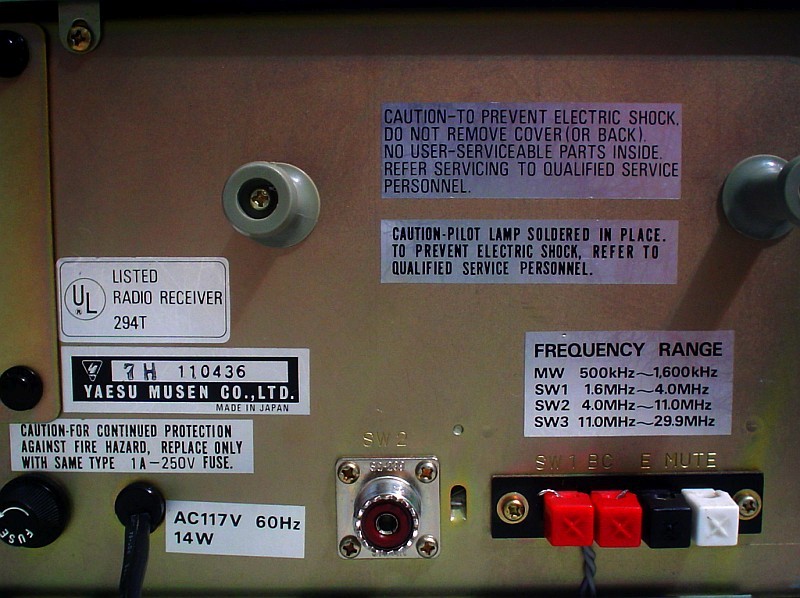 CAUTION-TO PREVENT ELECTRIC SHOCK,
DO NOT REMOVE COVER (OR BACK).
NO USER-SERVICEABLE PARTS INSIDE.
REFER SERVICING TO QUALIFIED SERVICE
PERSONNEL.
CAUTION-PILOT LAMP SOLDERED IN PLACE.
TO PREVENT ELECTRIC SHOCK, REFER TO
QUALIFIED SERVICE PERSONNEL.
UL
LISTED
RADIO RECEIVER
294T
7H 110436
YAESU MUSEN CO.,LTD.
MADE IN JAPAN
FREQUENCY RANGE
MW 500kHz~1,600kHz
SW1 1.6MHz~4.0MHz
SW2 4.0MHz~11.0MHz
SW3 11.0MHz~29.9MHz
CAUTION-FOR CONTINUED PROTECTION
AGAINST FIRE HAZARD, REPLACE ONLY
WITH SAME TYPE 1A-250V FUSE.
SW2
SW1 BC E MUTE
FUSE
AC117V 60Hz
14W